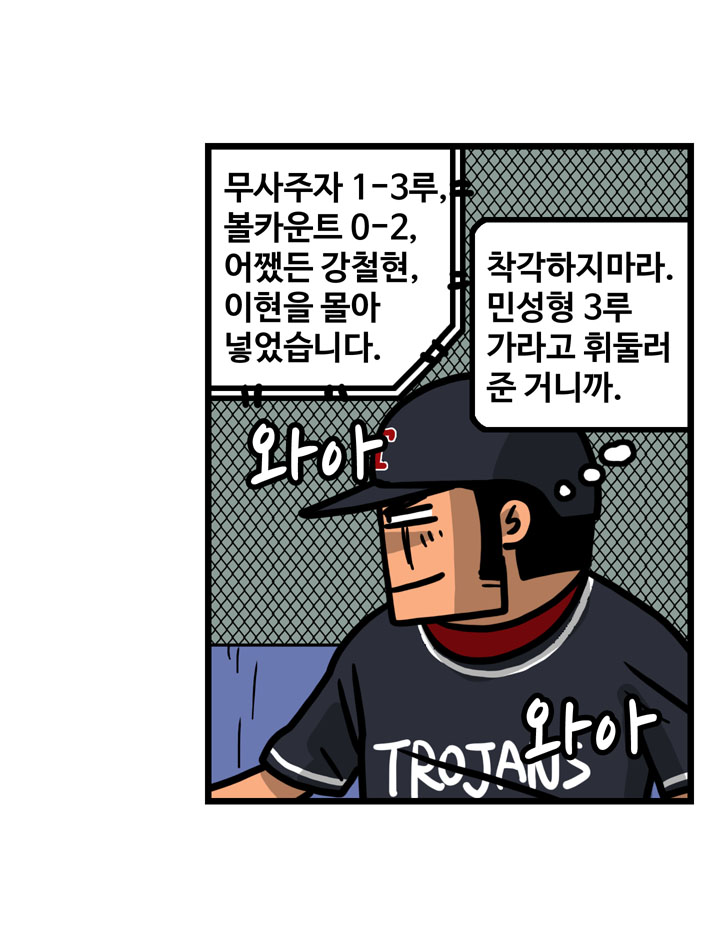 무사주자 1-3루,
볼카운트 0-2,
어쨌든 강철현,
이현을 몰아
넣었습니다.
착각하지마라.
민성형 3루
가라고 휘둘러
준 거니까.
와아
T
와아
TROJANS